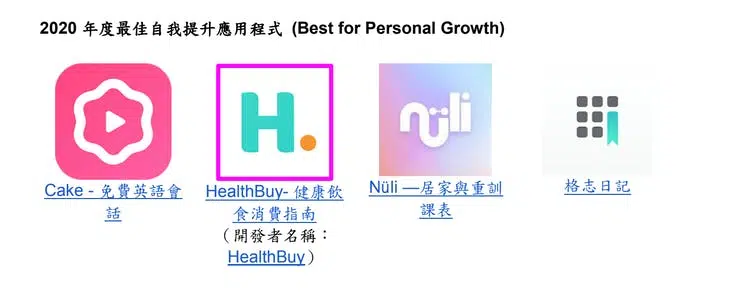 2020 年度最佳自我提升應用程式 (Best for Personal Growth)
H.
nüli
Cake - 免費英語會
話
HealthBuy- 健康飲
食消費指南
（開發者名稱：
HealthBuy）
Nüli —居家與重訓
課表
格志日記